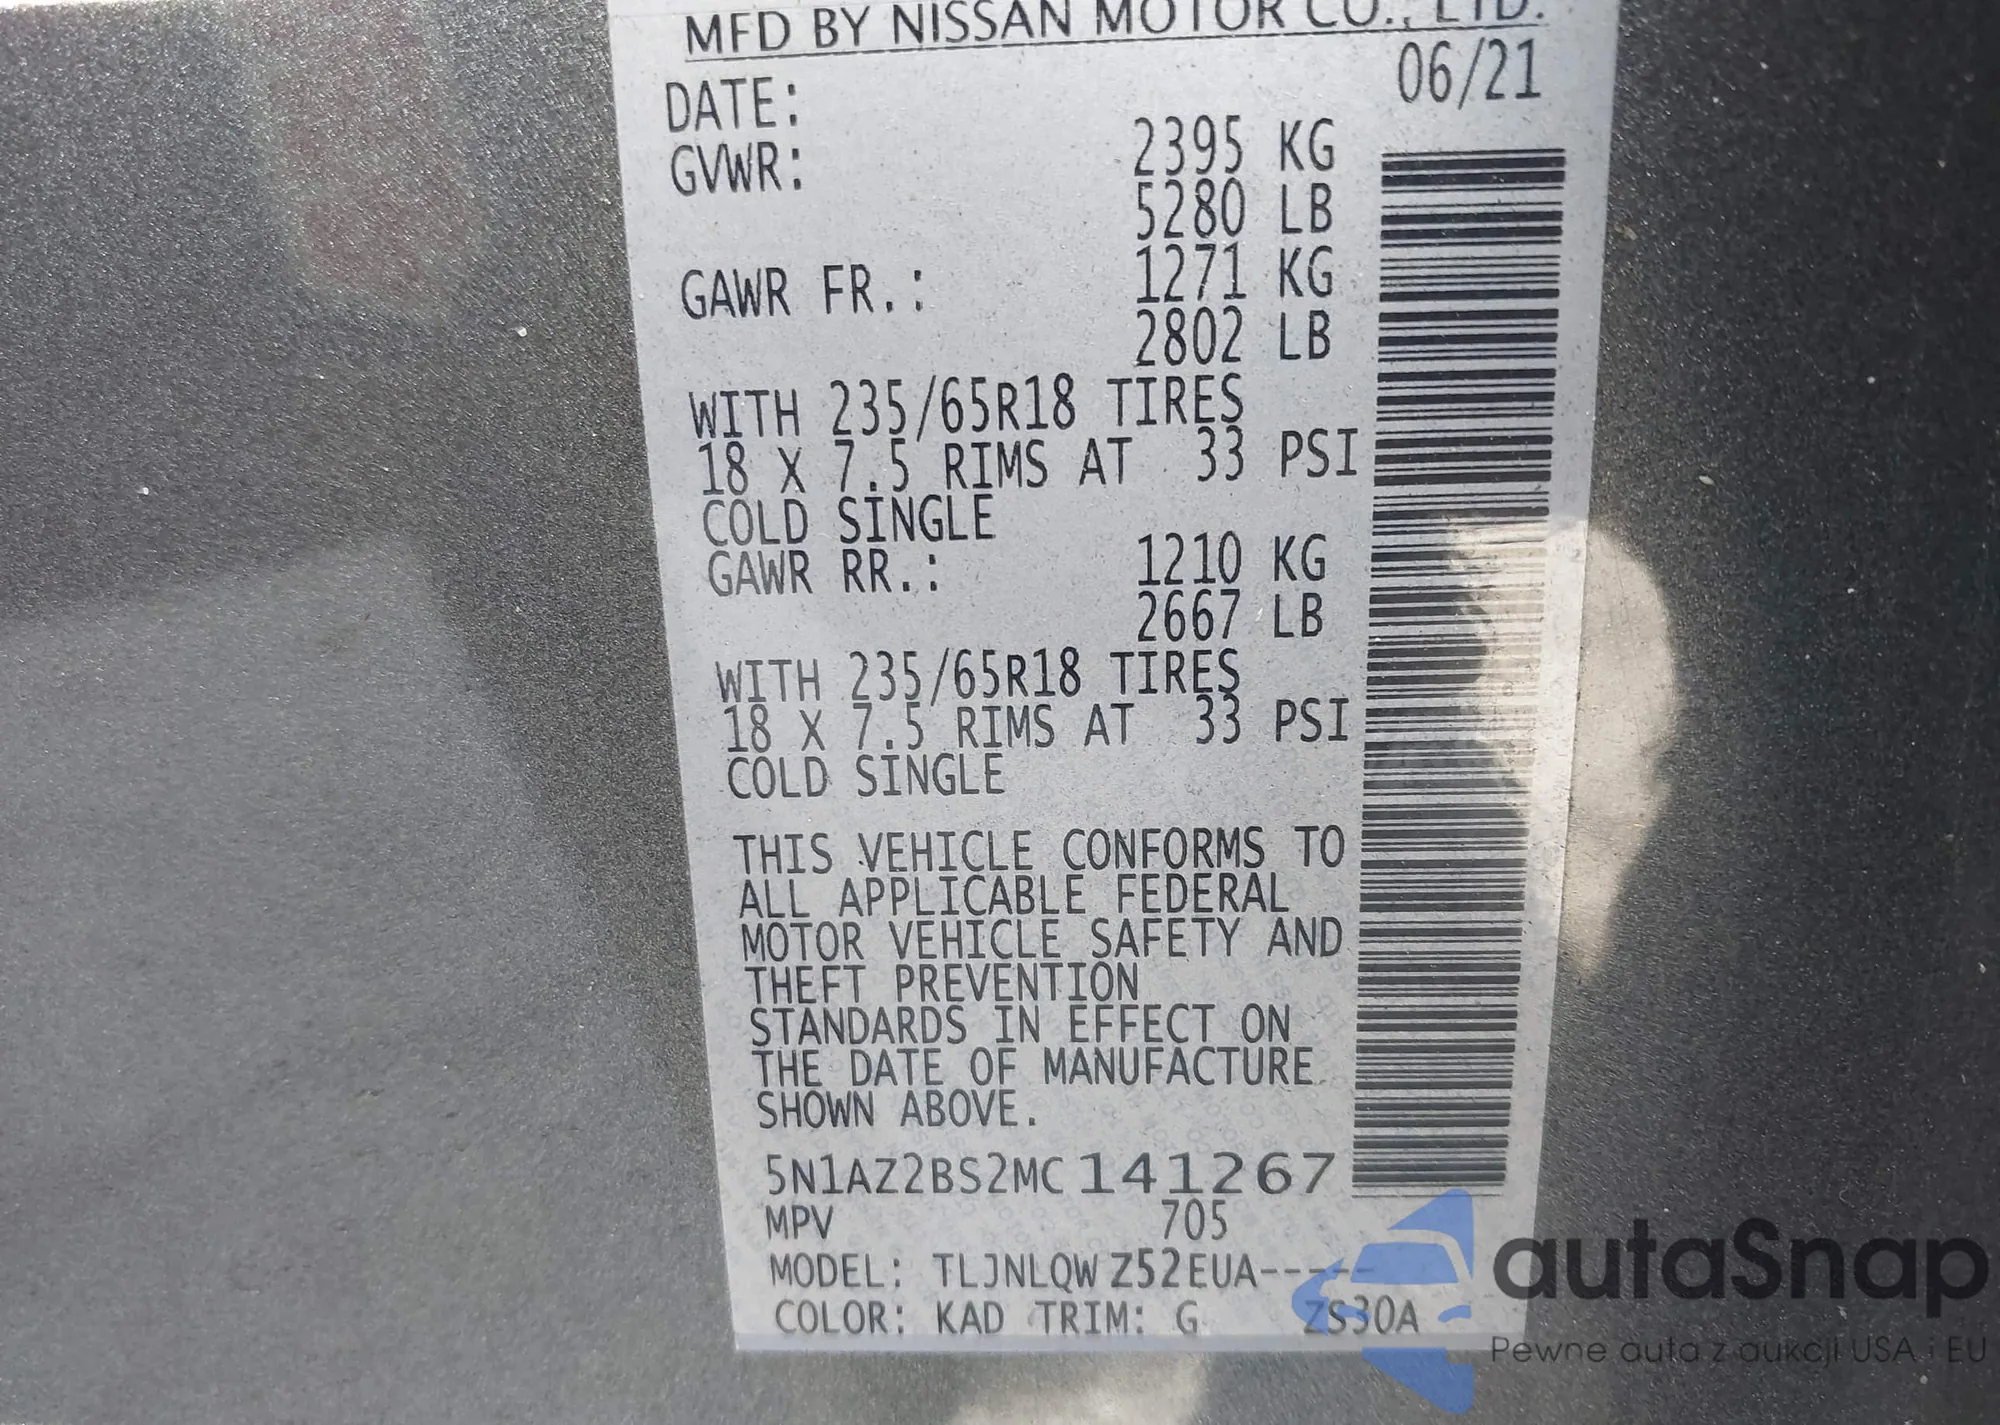 MFD BY NISSAN MOTOR CO., LTD.
DATE: 06/21
GVWR: 2395 KG
5280 LB
GAWR FR.: 1271 KG
2802 LB
WITH 235/65R18 TIRES
18 X 7.5 RIMS AT 33 PSI
COLD SINGLE
GAWR RR.: 1210 KG
2667 LB
WITH 235/65R18 TIRES
18 X 7.5 RIMS AT 33 PSI
COLD SINGLE
THIS VEHICLE CONFORMS TO
ALL APPLICABLE FEDERAL
MOTOR VEHICLE SAFETY AND
THEFT PREVENTION
STANDARDS IN EFFECT ON
THE DATE OF MANUFACTURE
SHOWN ABOVE.
5N1AZ2BS2MC141267
MPV 705
MODEL: TLJNLQW Z52EUA-----
COLOR: KAD TRIM: G ZS30A
autaSnap
Pewne auta z aukcji USA i EU